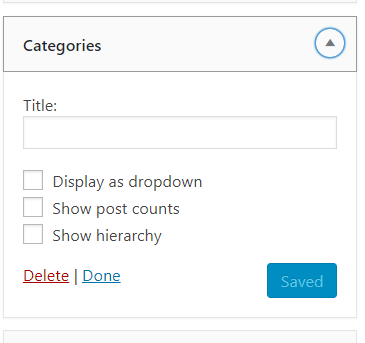 Categories
Title:
Display as dropdown
Show post counts
Show hierarchy
Delete | Done
Saved